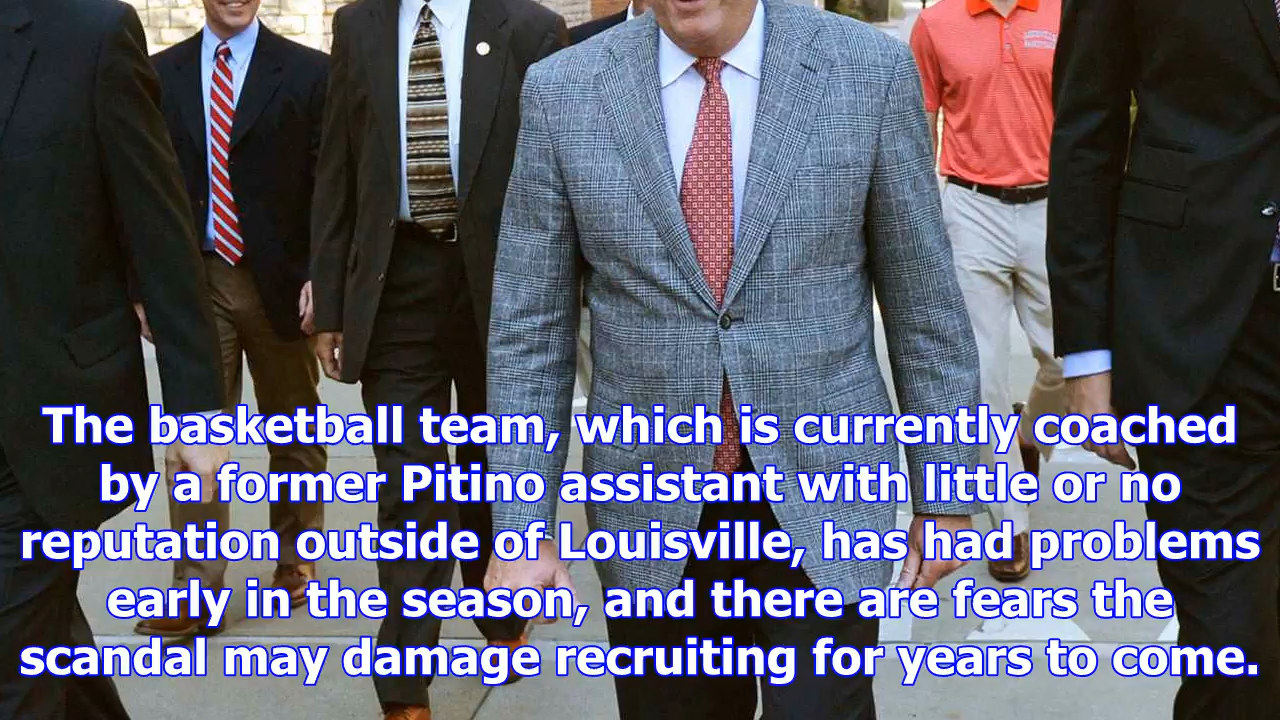 The basketball team, which is currently coached
by a former Pitino assistant with little or no
reputation outside of Louisville, has had problems
early in the season, and there are fears the
scandal may damage recruiting for years to come.